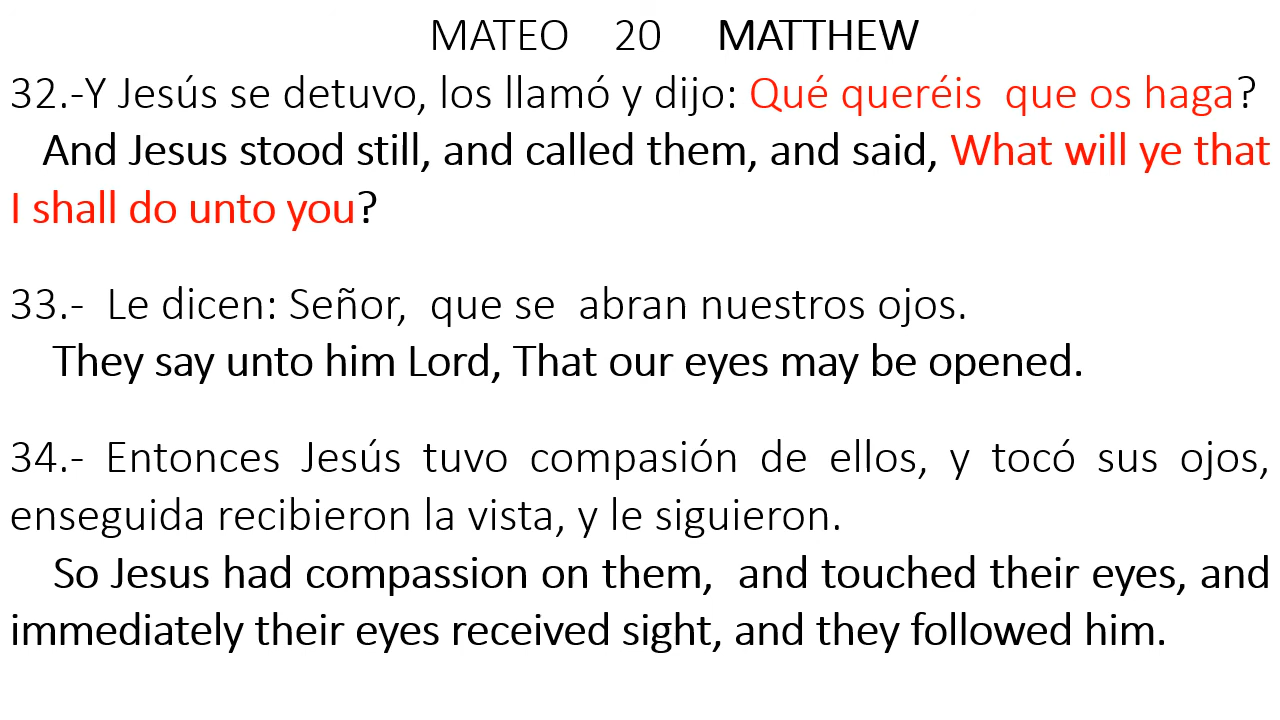 MATEO 20 MATTHEW
32.-Y Jesús se detuvo, los llamó y dijo: Qué queréis que os haga?
And Jesus stood still, and called them, and said, What will ye that
I shall do unto you?
33.- Le dicen: Señor, que se abran nuestros ojos.
They say unto him Lord, That our eyes may be opened.
34.- Entonces Jesús tuvo compasión de ellos, y tocó sus ojos,
enseguida recibieron la vista, y le siguieron.
So Jesus had compassion on them, and touched their eyes, and
immediately their eyes received sight, and they followed him.